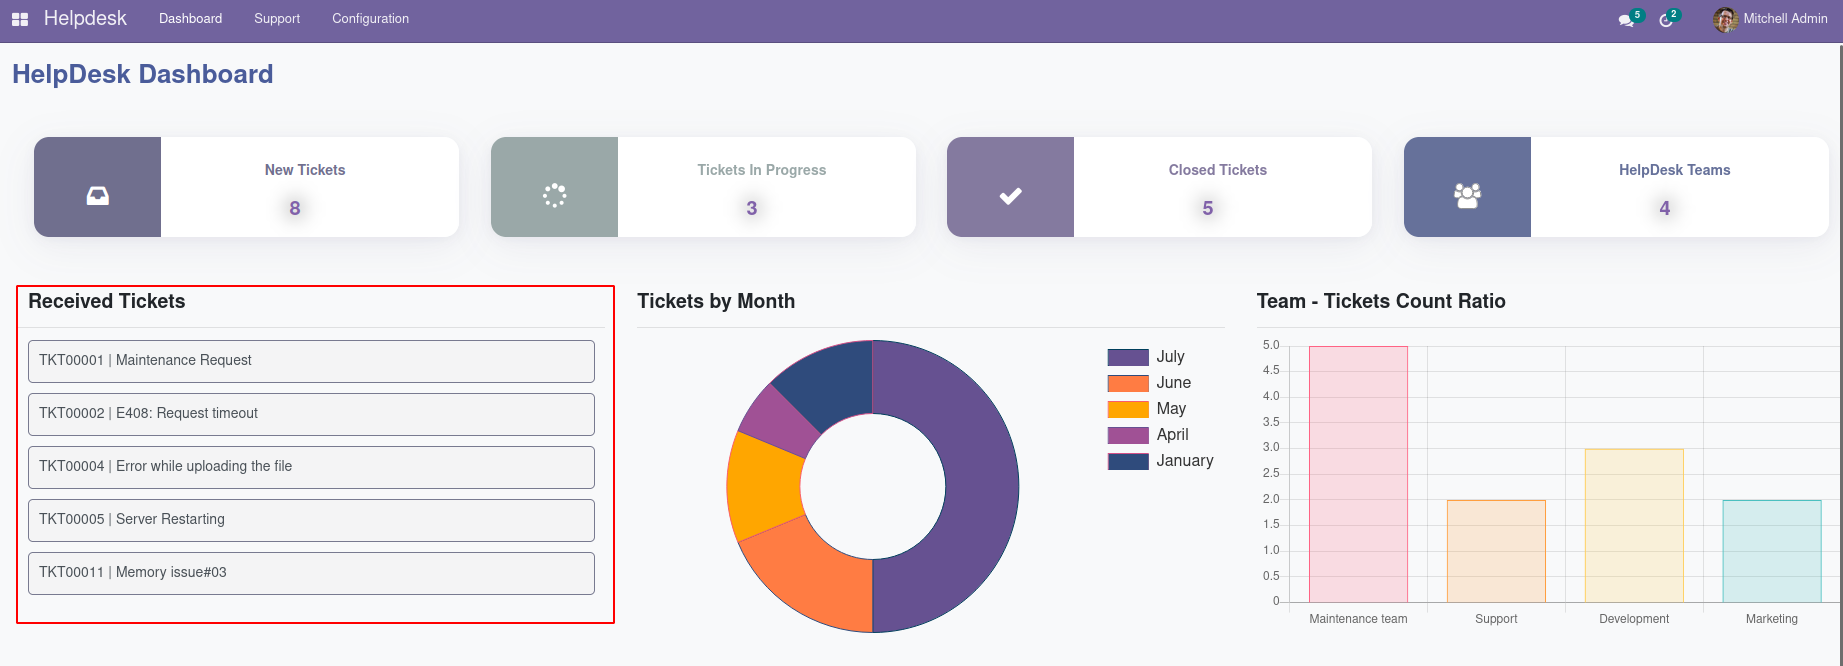 Helpdesk Dashboard Support Configuration 5 2 Mitchell Admin
HelpDesk Dashboard
New Tickets
8
Tickets In Progress
3
Closed Tickets
5
HelpDesk Teams
4
Received Tickets
TKT00001 | Maintenance Request
TKT00002 | E408: Request timeout
TKT00004 | Error while uploading the file
TKT00005 | Server Restarting
TKT00011 | Memory issue#03
Tickets by Month
July
June
May
April
January
Team - Tickets Count Ratio
5.0
4.5
4.0
3.5
3.0
2.5
2.0
1.5
1.0
0.5
0
Maintenance team Support Development Marketing